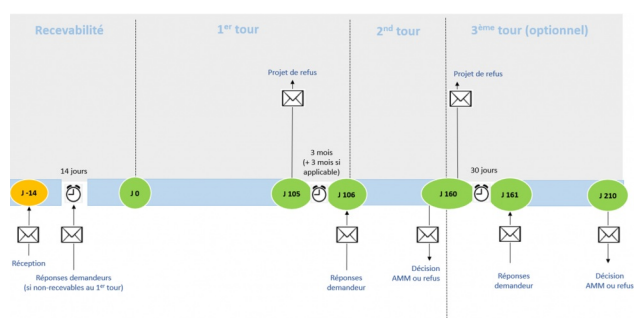 Recevabilité
1er tour
2nd tour
3ème tour (optionnel)
Projet de refus
Projet de refus
14 jours
3 mois
(+ 3 mois si
applicable)
30 jours
J -14
J 0
J 105
J 106
J 160
J 161
J 210
Réception
Réponses demandeurs
(si non-recevables au 1er tour)
Réponses
demandeur
Décision
AMM ou refus
Réponses
demandeur
Décision
AMM ou refus